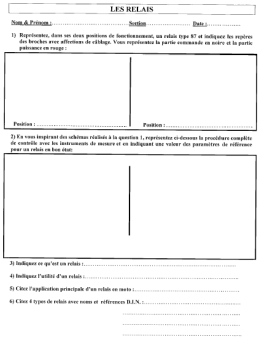 LES RELAIS
Nom & Prénom : Section Date :
1) Représentez, dans ses deux positions de fonctionnement, un relais type 87 et indiquez les repères
des broches avec affections de câblage. Vous représentez la partie commande en noire et la partie
puissance en rouge :
Position : Position :
2) En vous inspirant des schémas réalisés à la question 1, représentez ci-dessous la procédure complète
de contrôle avec les instruments de mesure et en indiquant une valeur des paramètres de référence
pour un relais en bon état:
3) Indiquez ce qu'est un relais :
4) Indiquez l'utilité d'un relais :
5) Citez l'application principale d'un relais en moto :
6) Citez 4 types de relais avec noms et références D.I.N. :